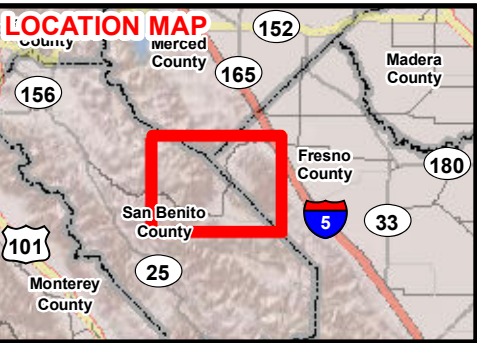 LOCATION MAP
County
152
Merced
County
165
Madera
County
156
Fresno
County
180
San Benito
County
5
33
101
25
Monterey
County